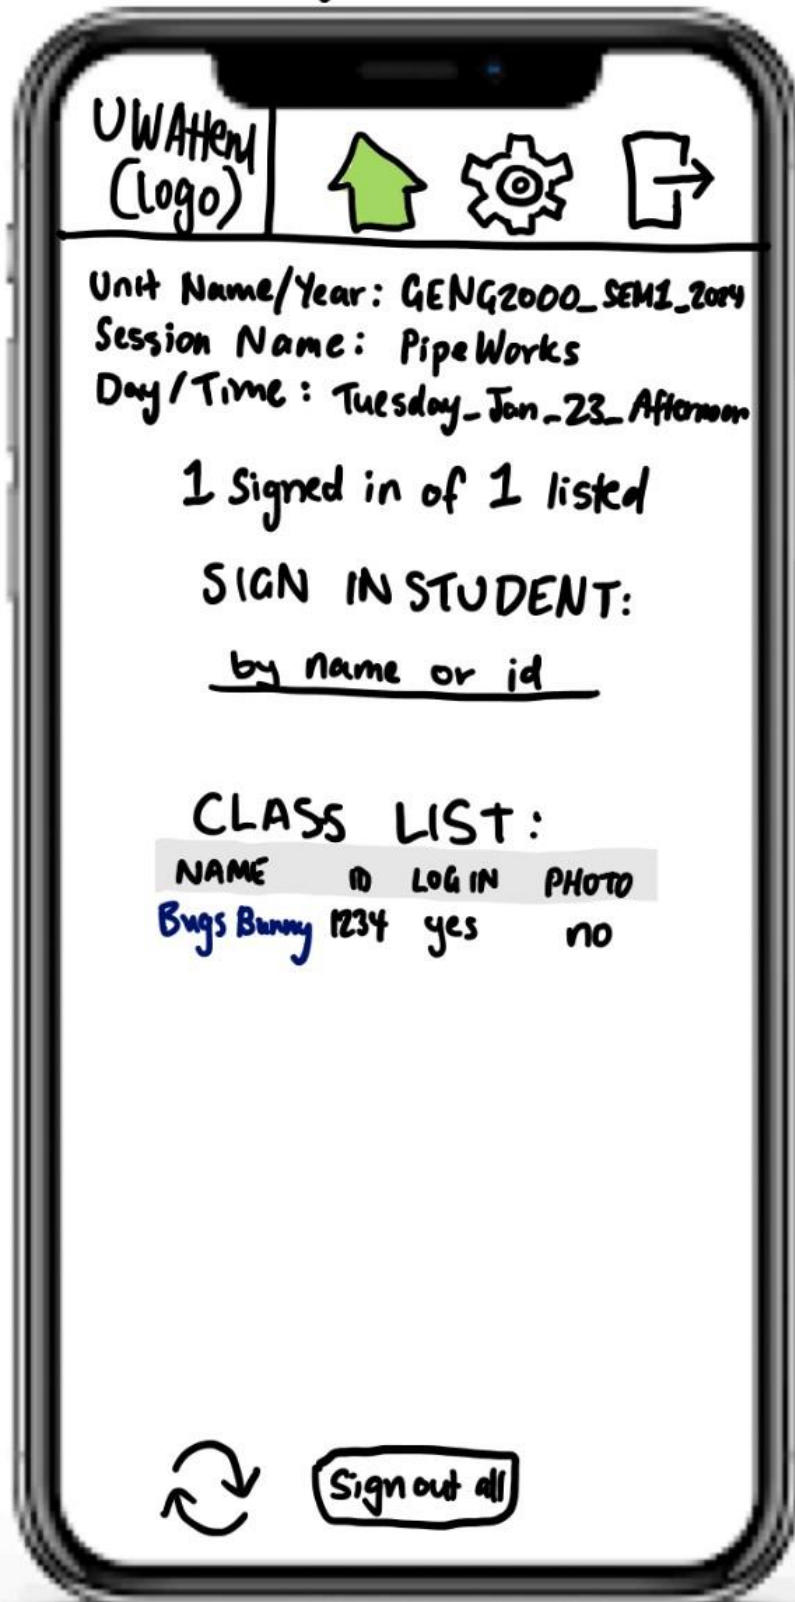 UWAttend
(logo)
Unit Name/Year: GENG2000_SEM1_2024
Session Name: PipeWorks
Day/Time: Tuesday_Jan_23_Afternoon
1 Signed in of 1 listed
SIGN IN STUDENT:
by name or id
CLASS LIST:
NAME ID LOG IN PHOTO
Bugs Bunny 1234 yes no
Sign out all